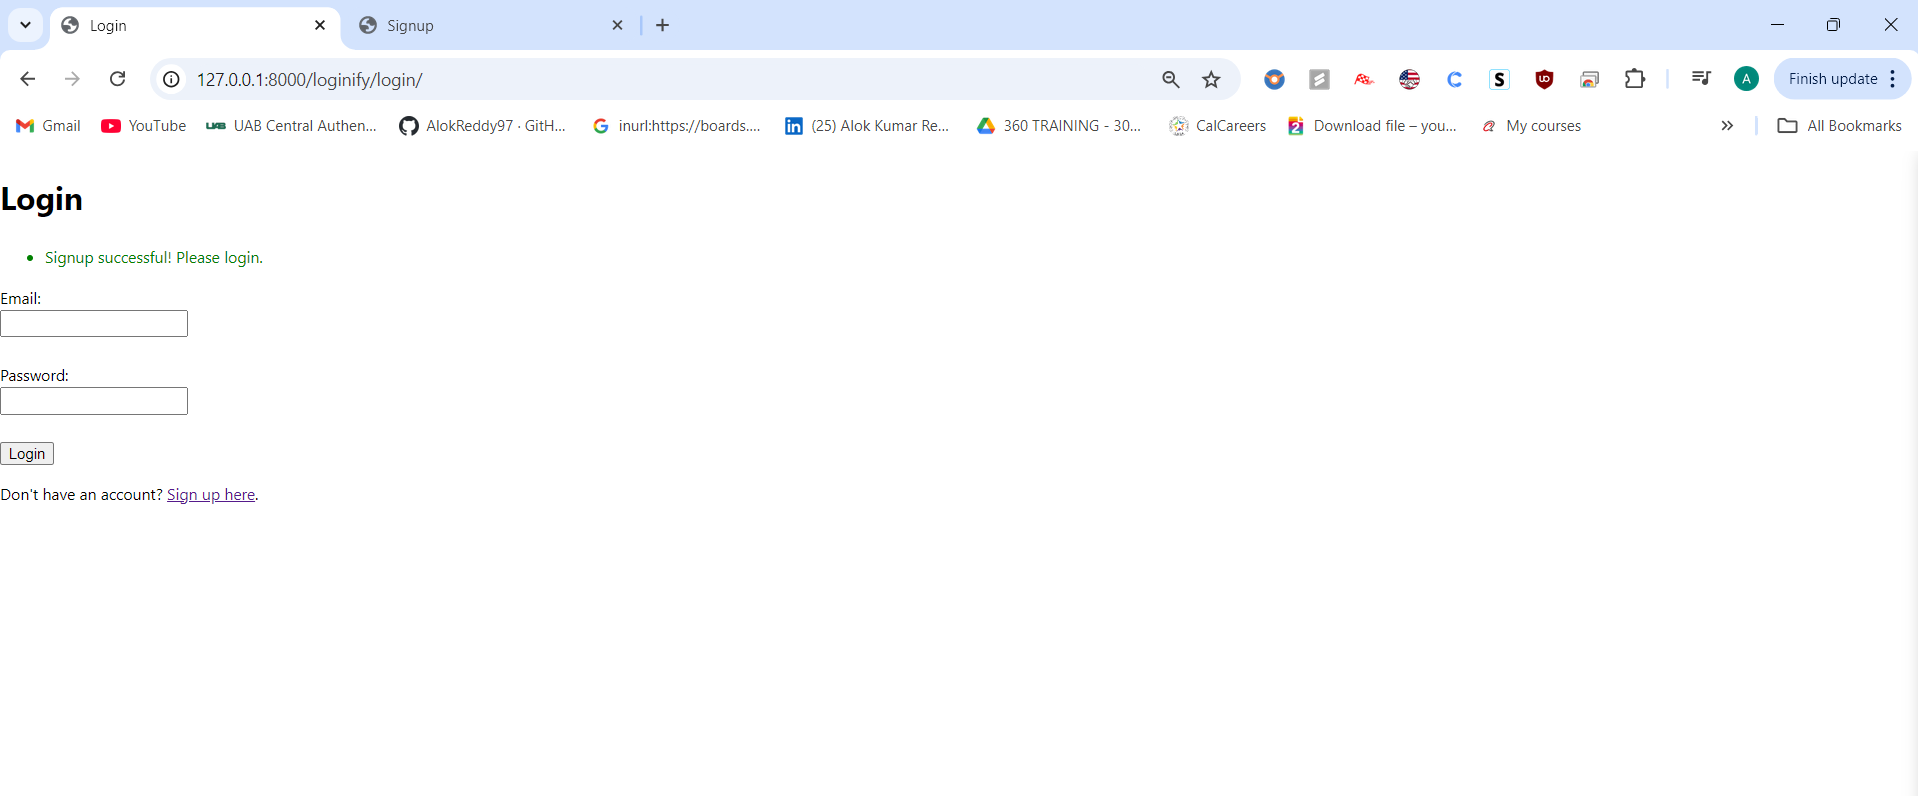 Login
Signup
127.0.0.1:8000/loginify/login/
A
Finish update
Gmail
YouTube
UAB
UAB Central Authen...
AlokReddy97 · GitH...
inurl:https://boards....
(25) Alok Kumar Re...
360 TRAINING - 30...
CalCareers
Download file – you...
My courses
All Bookmarks
Login
Signup successful! Please login.
Email:
Password:
Login
Don't have an account? Sign up here.